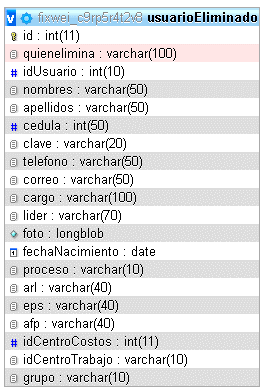 v fixwei_c9rp5r4t2v8 usuarioEliminado
id : int(11)
quienelimina : varchar(100)
# idUsuario : int(10)
nombres : varchar(50)
apellidos : varchar(50)
# cedula : int(50)
clave : varchar(20)
telefono : varchar(50)
correo : varchar(50)
cargo : varchar(100)
lider : varchar(70)
foto : longblob
fechaNacimiento : date
proceso : varchar(10)
arl : varchar(40)
eps : varchar(40)
afp : varchar(40)
# idCentroCostos : int(11)
idCentroTrabajo : varchar(10)
grupo : varchar(10)